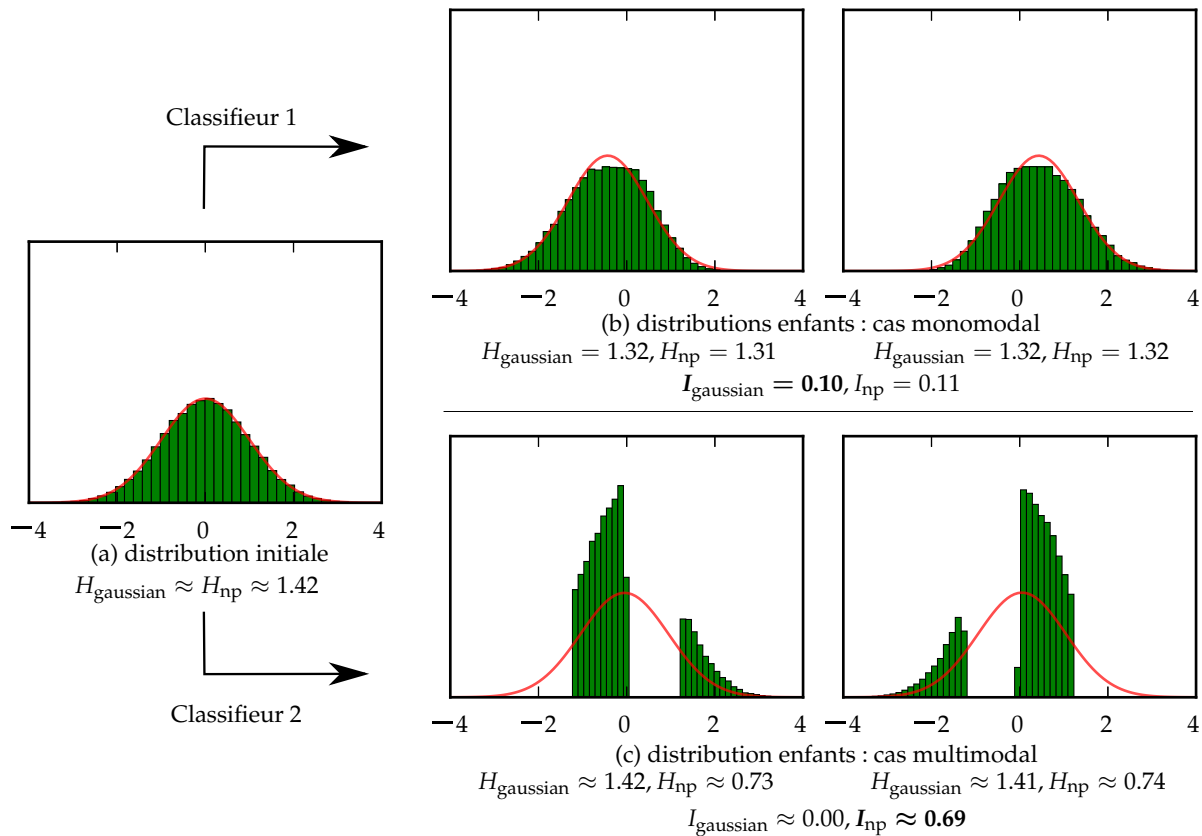 Classifieur 1
−4 −2 0 2 4
−4 −2 0 2 4
(b) distributions enfants : cas monomodal
H_gaussian = 1.32, H_np = 1.31
H_gaussian = 1.32, H_np = 1.32
I_gaussian = 0.10, I_np = 0.11
−4 −2 0 2 4
(a) distribution initiale
H_gaussian ≈ H_np ≈ 1.42
Classifieur 2
−4 −2 0 2 4
−4 −2 0 2 4
(c) distribution enfants : cas multimodal
H_gaussian ≈ 1.42, H_np ≈ 0.73
H_gaussian ≈ 1.41, H_np ≈ 0.74
I_gaussian ≈ 0.00, I_np ≈ 0.69